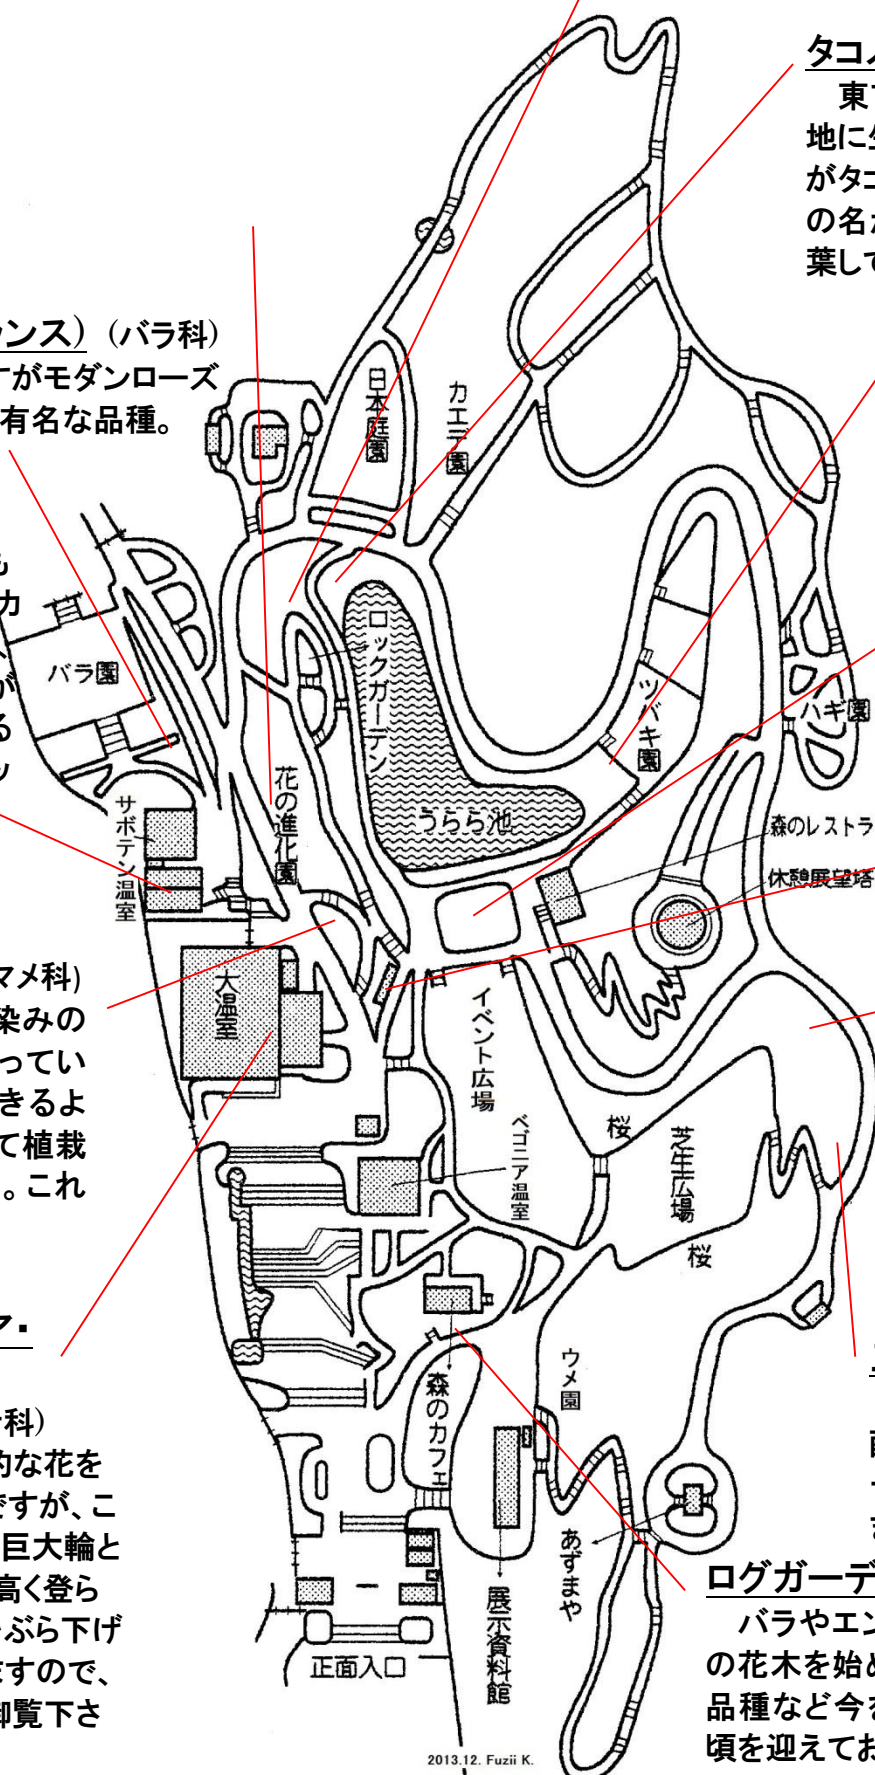 タコノ
東
地に
がタコ
の名が
葉して
ンス） (バラ科)
すがモダンローズ
有名な品種。
も
カ
が
る
ッ
マメ科)
染みの
ってい
きるよ
て植栽
。これ
ァ・
科)
的な花を
ですが、こ
巨大輪と
高く登ら
ぶら下げ
ますので、
御覧下さ
ログガーデ
バラやエン
の花木を始め
品種など今を
頃を迎えてお
日本庭園
カエデ園
バラ園
ロックガーデン
ツバキ園
ハギ園
サボテン温室
花の進化園
うらら池
森のレストラ
休憩展望塔
大温室
イベント広場
ベゴニア温室
桜
芝生広場
桜
ウメ園
森のカフェ
あずまや
展示資料館
正面入口
2013.12. Fuzii K.